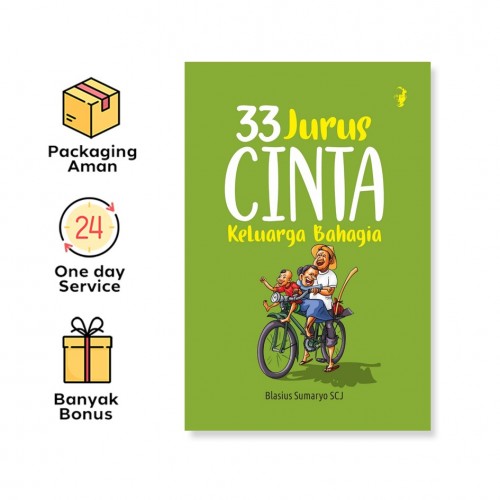 Packaging
Aman
24
One day
Service
Banyak
Bonus
33 Jurus
CINTA
Keluarga Bahagia
Blasius Sumaryo SCJ